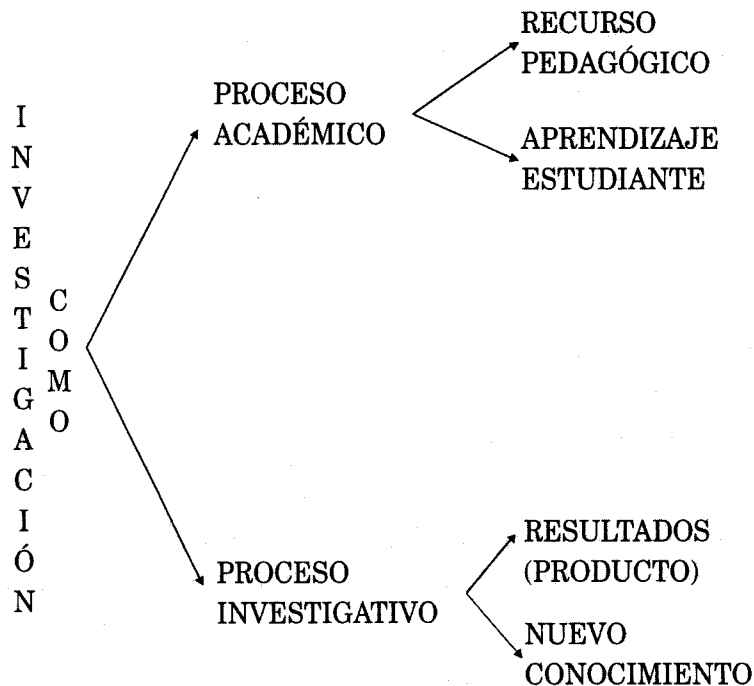 INVESTIGACIÓN
COMO
PROCESO
ACADÉMICO
RECURSO
PEDAGÓGICO
APRENDIZAJE
ESTUDIANTE
PROCESO
INVESTIGATIVO
RESULTADOS
(PRODUCTO)
NUEVO
CONOCIMIENTO